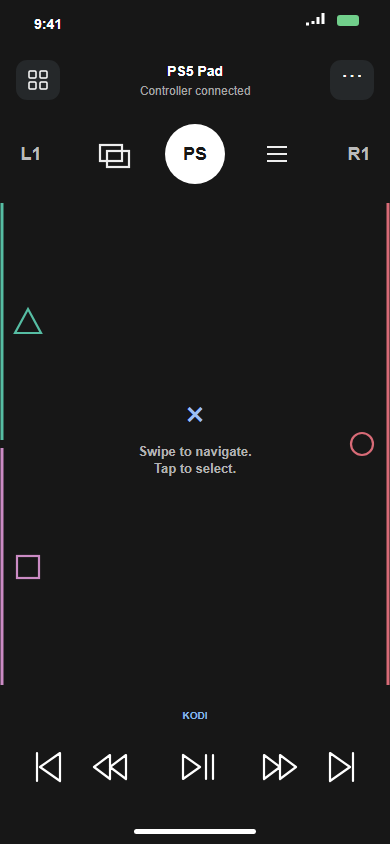 9:41
PS5 Pad
Controller connected
L1
PS
R1
Swipe to navigate.
Tap to select.
KODI